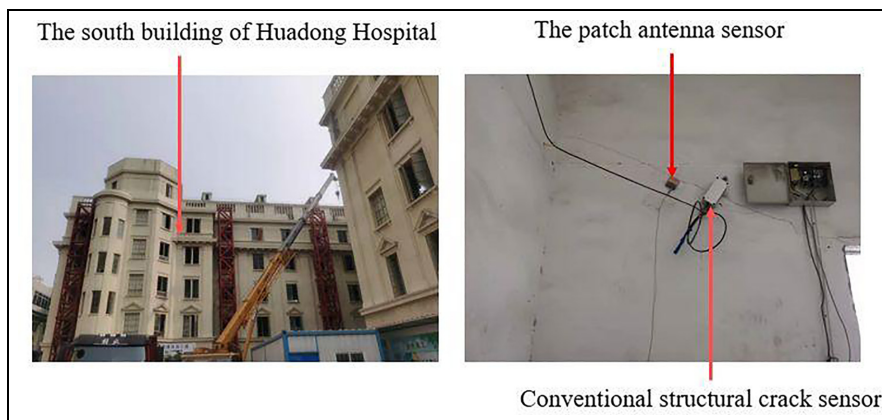 The south building of Huadong Hospital
The patch antenna sensor
Conventional structural crack sensor